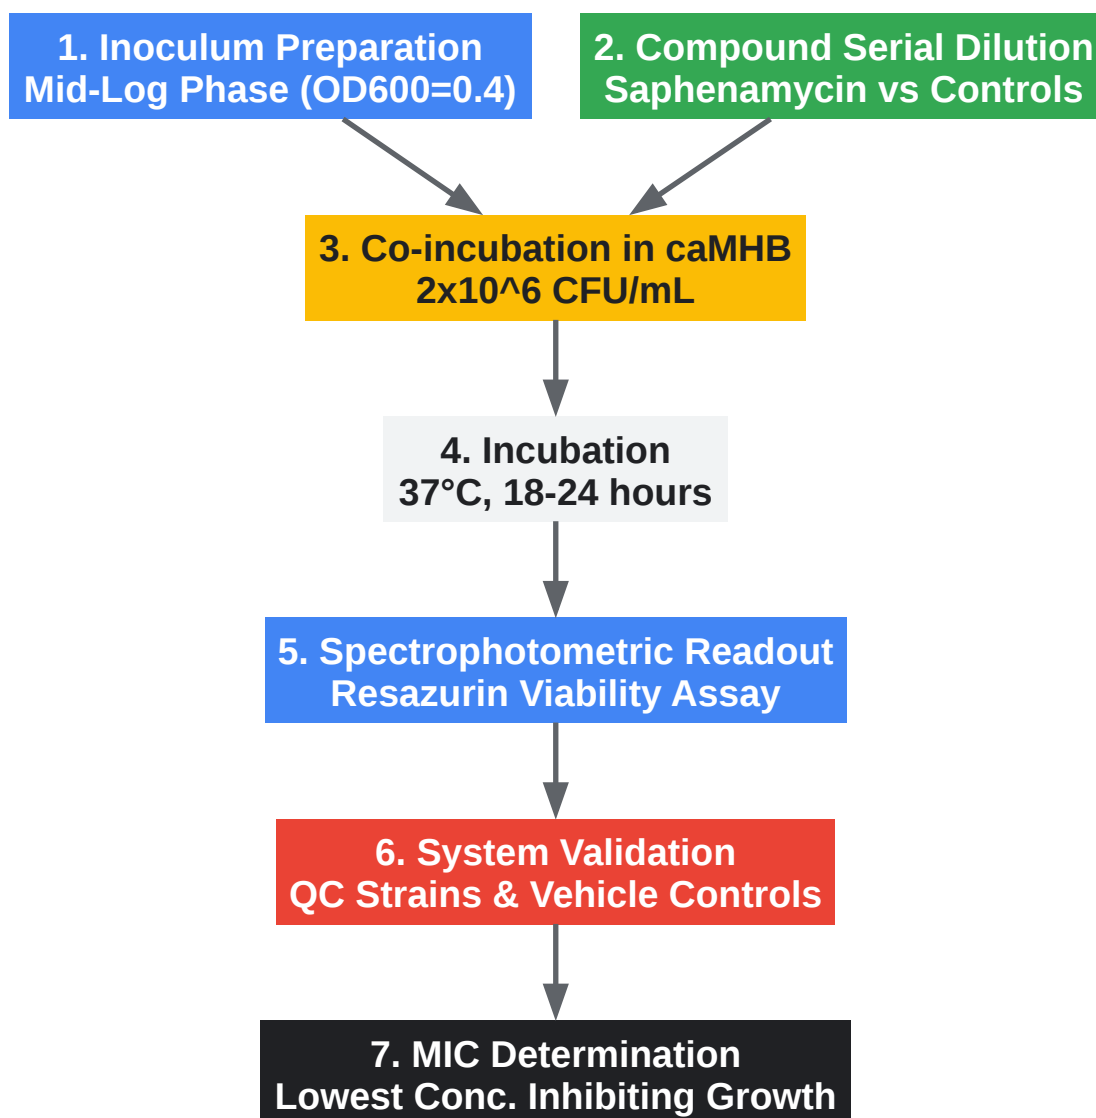 1. Inoculum Preparation
Mid-Log Phase (OD600=0.4)
2. Compound Serial Dilution
Saphenamycin vs Controls
3. Co-incubation in caMHB
2x10^6 CFU/mL
4. Incubation
37°C, 18-24 hours
5. Spectrophotometric Readout
Resazurin Viability Assay
6. System Validation
QC Strains & Vehicle Controls
7. MIC Determination
Lowest Conc. Inhibiting Growth